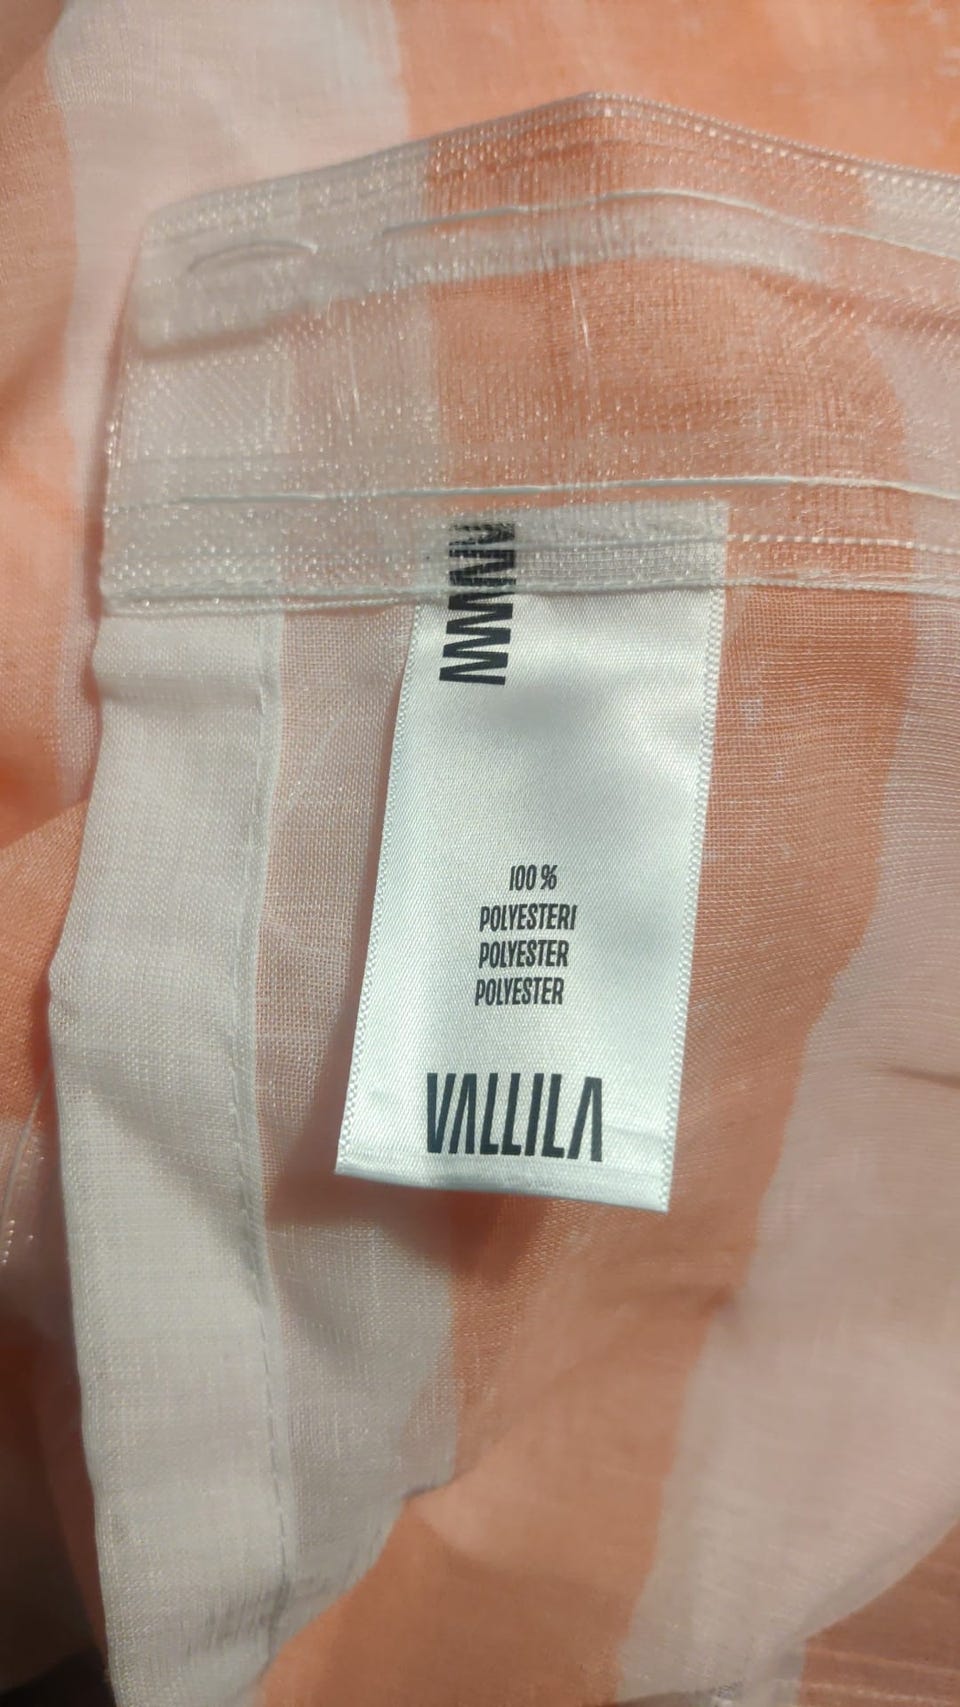 100 %
POLYESTERI
POLYESTER
POLYESTER
VALLILA